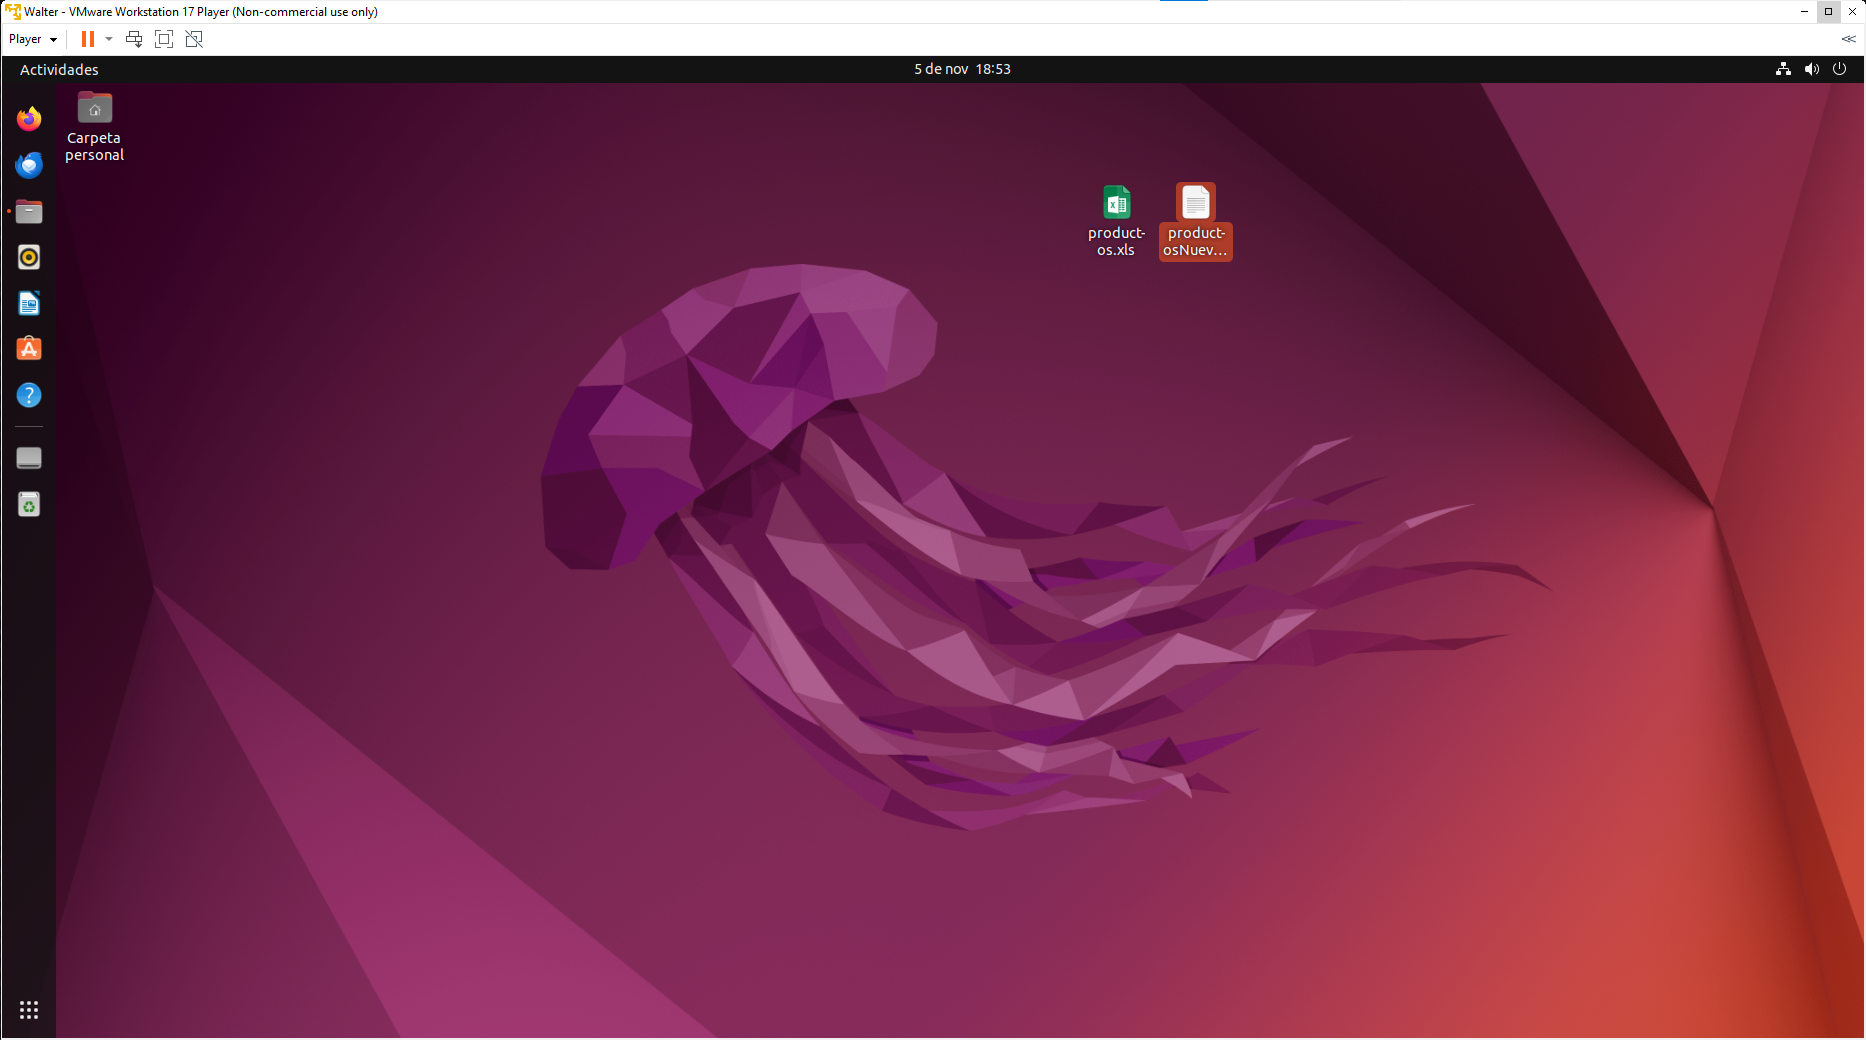 Walter - VMware Workstation 17 Player (Non-commercial use only)
Player
Actividades
5 de nov 18:53
Carpeta
personal
product-
os.xls
product-
osNuev...